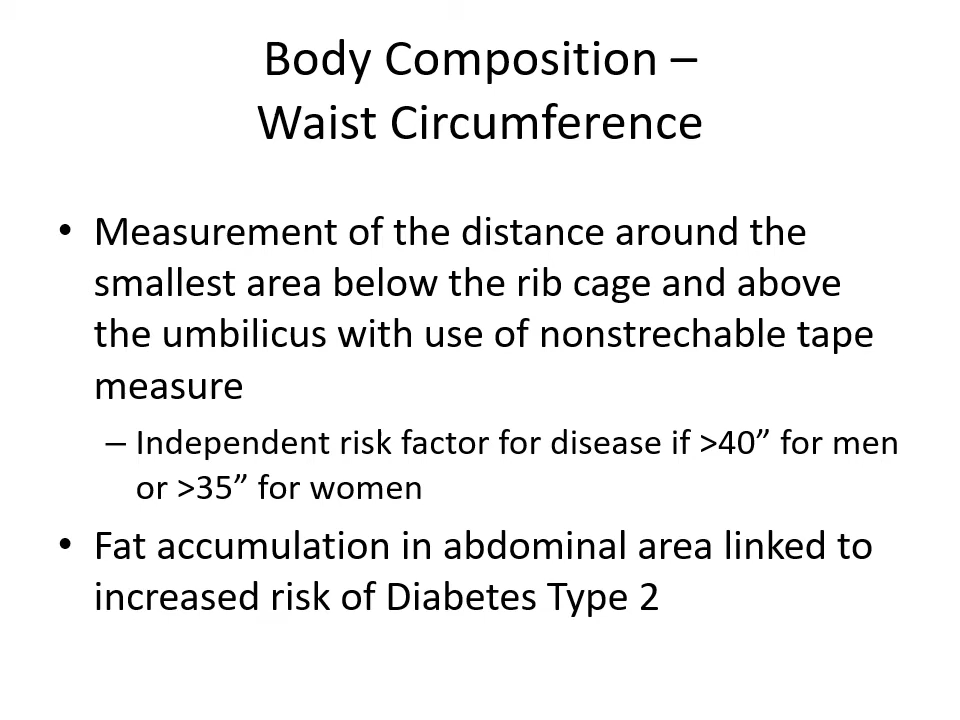 Body Composition –
Waist Circumference
• Measurement of the distance around the
smallest area below the rib cage and above
the umbilicus with use of nonstrechable tape
measure
– Independent risk factor for disease if >40” for men
or >35” for women
• Fat accumulation in abdominal area linked to
increased risk of Diabetes Type 2